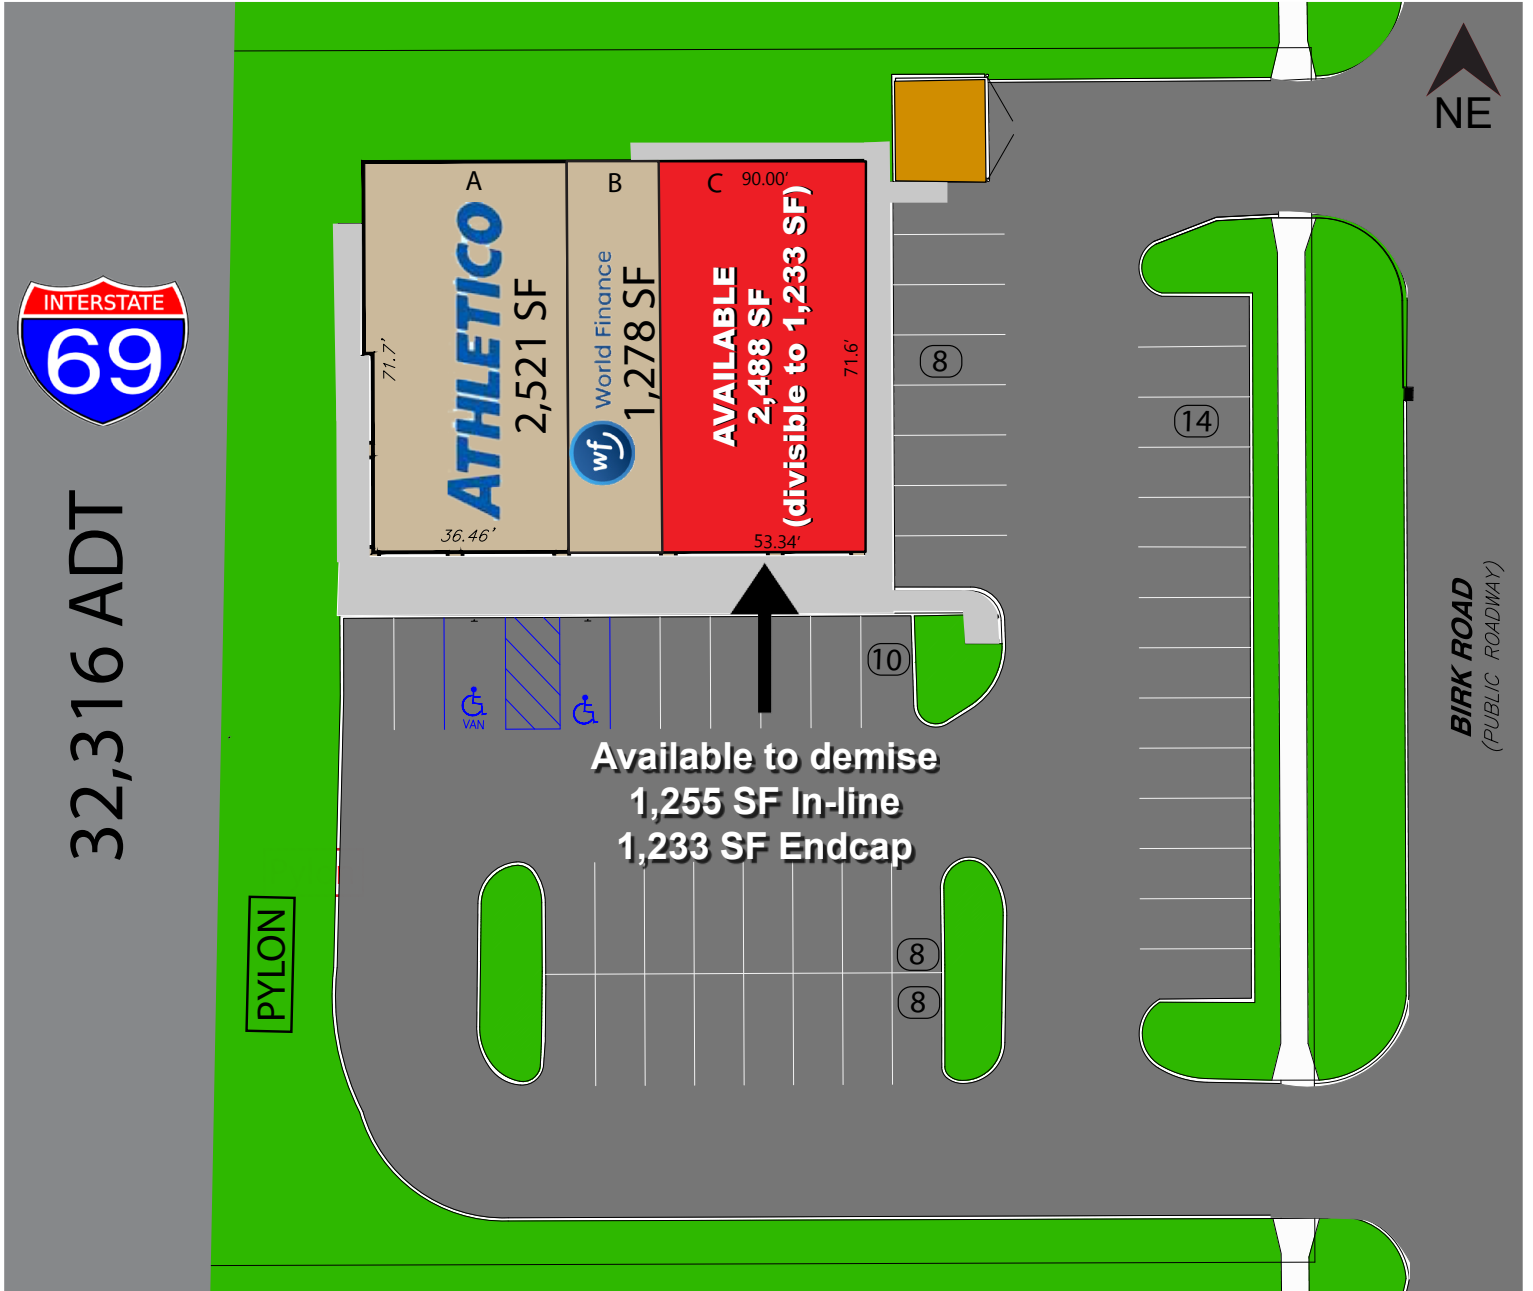 NE
INTERSTATE
69
32,316 ADT
PYLON
A
ATHLETICO
2,521 SF
71.7’
36.46’
B
World Finance
wf
1,278 SF
C
90.00’
AVAILABLE
2,488 SF
(divisible to 1,233 SF)
71.6’
53.34’
8
14
10
VAN
Available to demise
1,255 SF In-line
1,233 SF Endcap
8
8
BIRK ROAD
(PUBLIC ROADWAY)